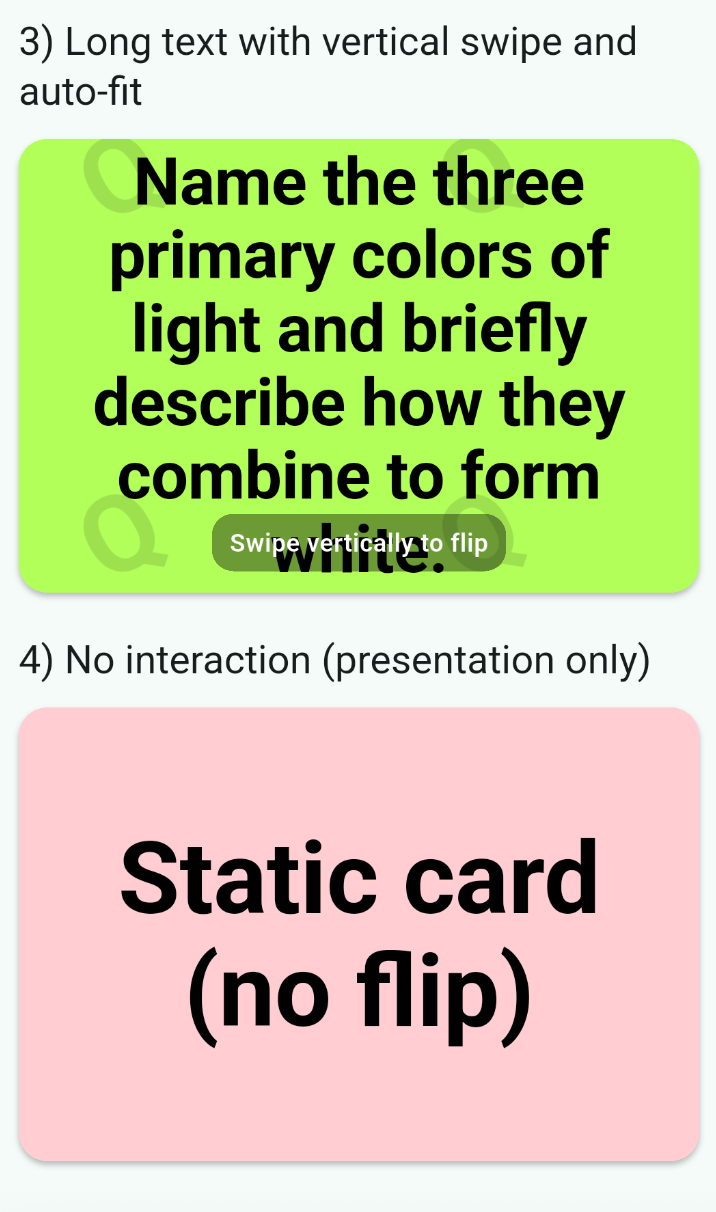 3) Long text with vertical swipe and
auto-fit
Q Q
Name the three
primary colors of
light and briefly
describe how they
combine to form
white.
Q Q
Swipe vertically to flip
4) No interaction (presentation only)
Static card
(no flip)